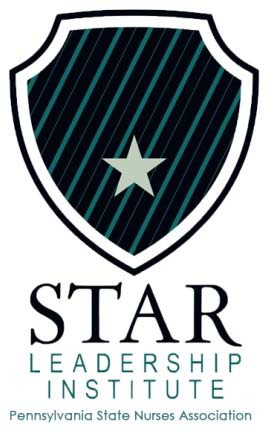 STAR
LEADERSHIP
INSTITUTE
Pennsylvania State Nurses Association